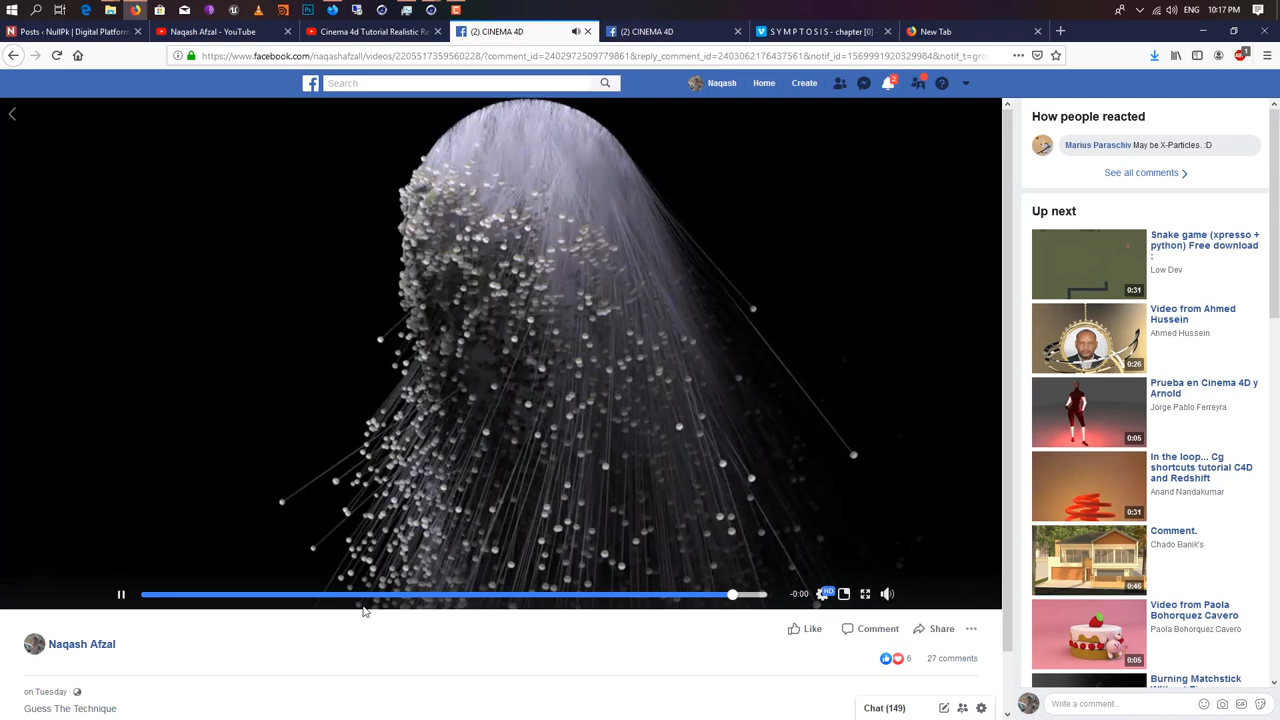 Posts ‹ NullPk | Digital Platform
Naqash Afzal - YouTube
Cinema 4d Tutorial Realistic Re
(2) CINEMA 4D
(2) CINEMA 4D
S Y M P T O S I S - chapter [0]
New Tab
10:17 PM
https://www.facebook.com/naqashafzall/videos/2205517359560228/?comment_id=2402972509779861&reply_comment_id=2403062176437561&notif_id=1569991920329984&notif_t=gro
Search
Naqash
Home
Create
2
How people reacted
Marius Paraschiv May be X-Particles. :D
See all comments
Up next
Snake game (xpresso +
python) Free download
:
Low Dev
0:31
Video from Ahmed
Hussein
Ahmed Hussein
0:26
Prueba en Cinema 4D y
Arnold
Jorge Pablo Ferreyra
0:05
In the loop... Cg
shortcuts tutorial C4D
and Redshift
Anand Nandakumar
0:31
Comment.
Chado Banik's
0:46
Video from Paola
Bohorquez Cavero
Paola Bohorquez Cavero
0:05
Burning Matchstick
-0:00
HD
Naqash Afzal
Like
Comment
Share
6
27 comments
on Tuesday
Guess The Technique
Chat (149)
Write a comment...